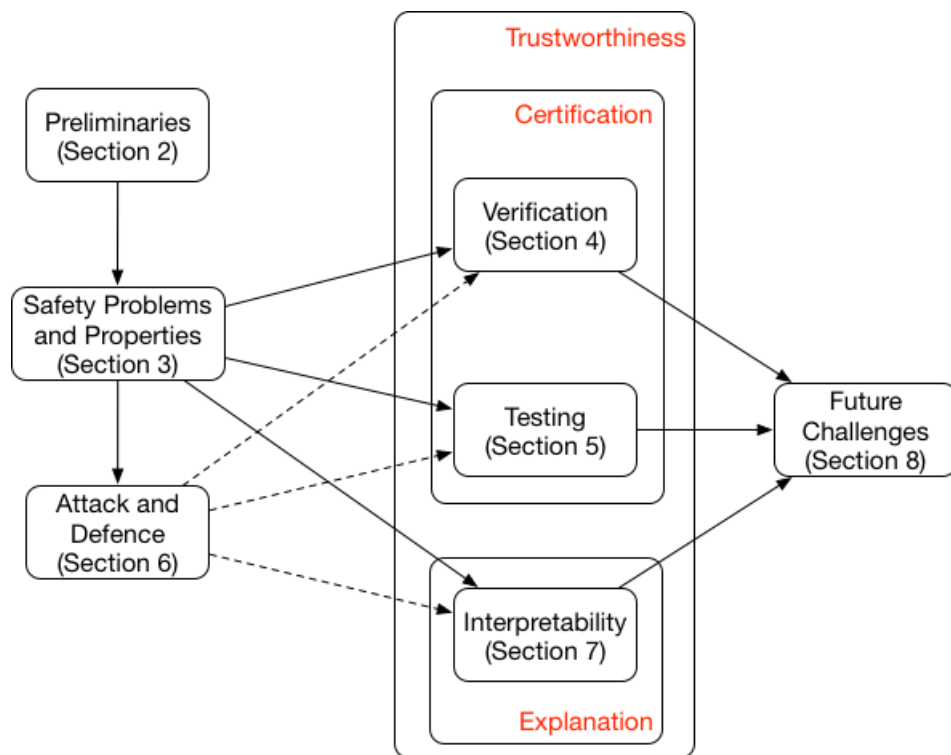 Trustworthiness
Certification
Preliminaries
(Section 2)
Verification
(Section 4)
Safety Problems
and Properties
(Section 3)
Testing
(Section 5)
Future
Challenges
(Section 8)
Attack and
Defence
(Section 6)
Interpretability
(Section 7)
Explanation